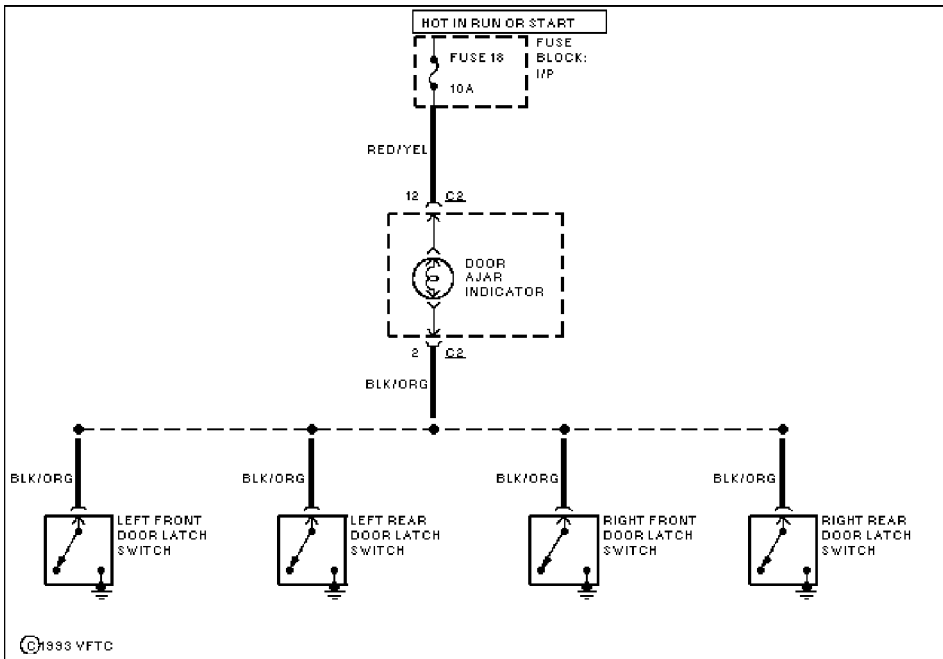 HOT IN RUN OR START
FUSE 18
10A
FUSE
BLOCK:
I/P
RED/YEL
12 C2
DOOR
AJAR
INDICATOR
2 C2
BLK/ORG
BLK/ORG
BLK/ORG
BLK/ORG
BLK/ORG
LEFT FRONT
DOOR LATCH
SWITCH
LEFT REAR
DOOR LATCH
SWITCH
RIGHT FRONT
DOOR LATCH
SWITCH
RIGHT REAR
DOOR LATCH
SWITCH
©1993 VFTC